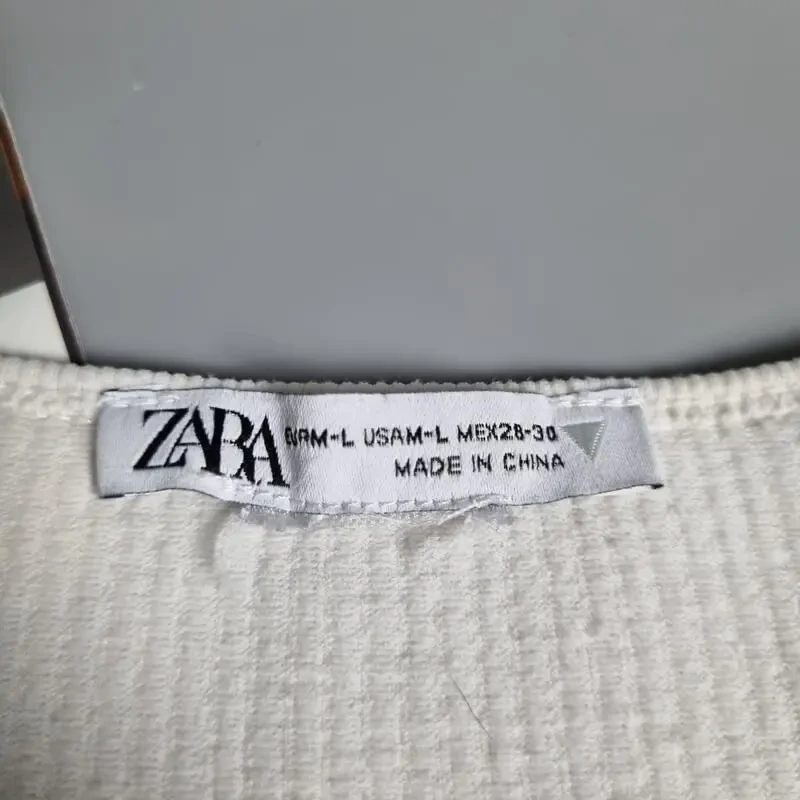 ZARA
EURM-L USAM-L MEX28-30
MADE IN CHINA